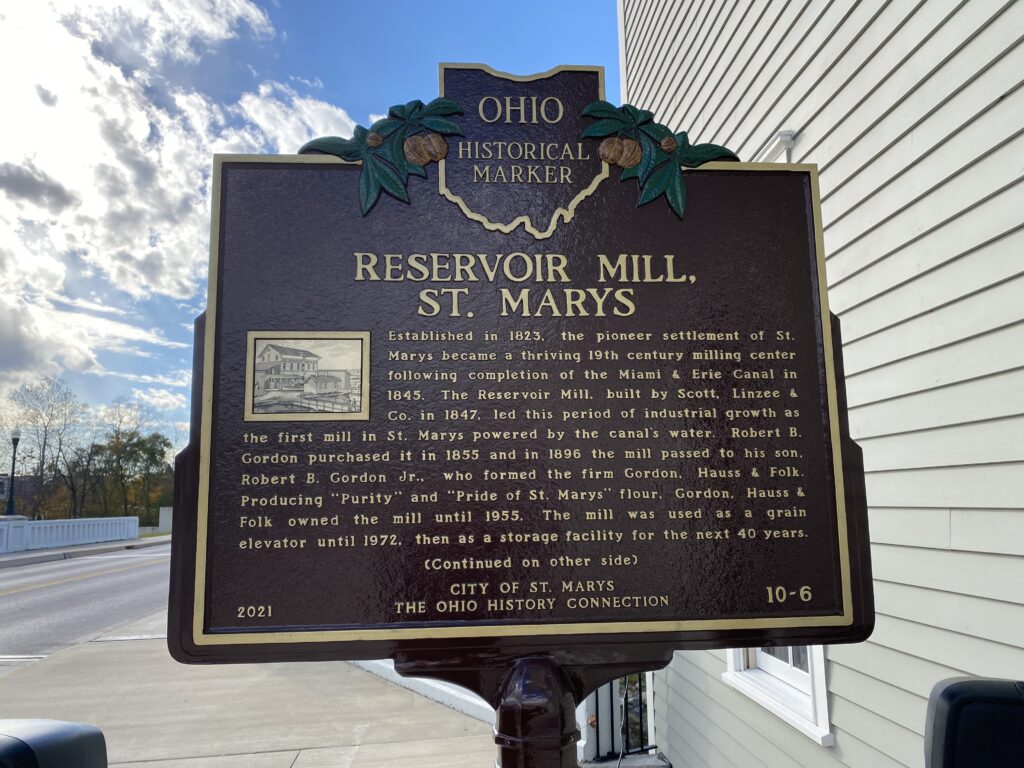 OHIO
HISTORICAL
MARKER
RESERVOIR MILL,
ST. MARYS
Established in 1823, the pioneer settlement of St.
Marys became a thriving 19th century milling center
following completion of the Miami & Erie Canal in
1845. The Reservoir Mill, built by Scott, Linzee &
Co. in 1847, led this period of industrial growth as
the first mill in St. Marys powered by the canal's water. Robert B.
Gordon purchased it in 1855 and in 1896 the mill passed to his son,
Robert B. Gordon Jr., who formed the firm Gordon, Hauss & Folk.
Producing "Purity" and "Pride of St. Marys" flour, Gordon, Hauss &
Folk owned the mill until 1955. The mill was used as a grain
elevator until 1972, then as a storage facility for the next 40 years.
(Continued on other side)
CITY OF ST. MARYS
THE OHIO HISTORY CONNECTION
2021
10-6